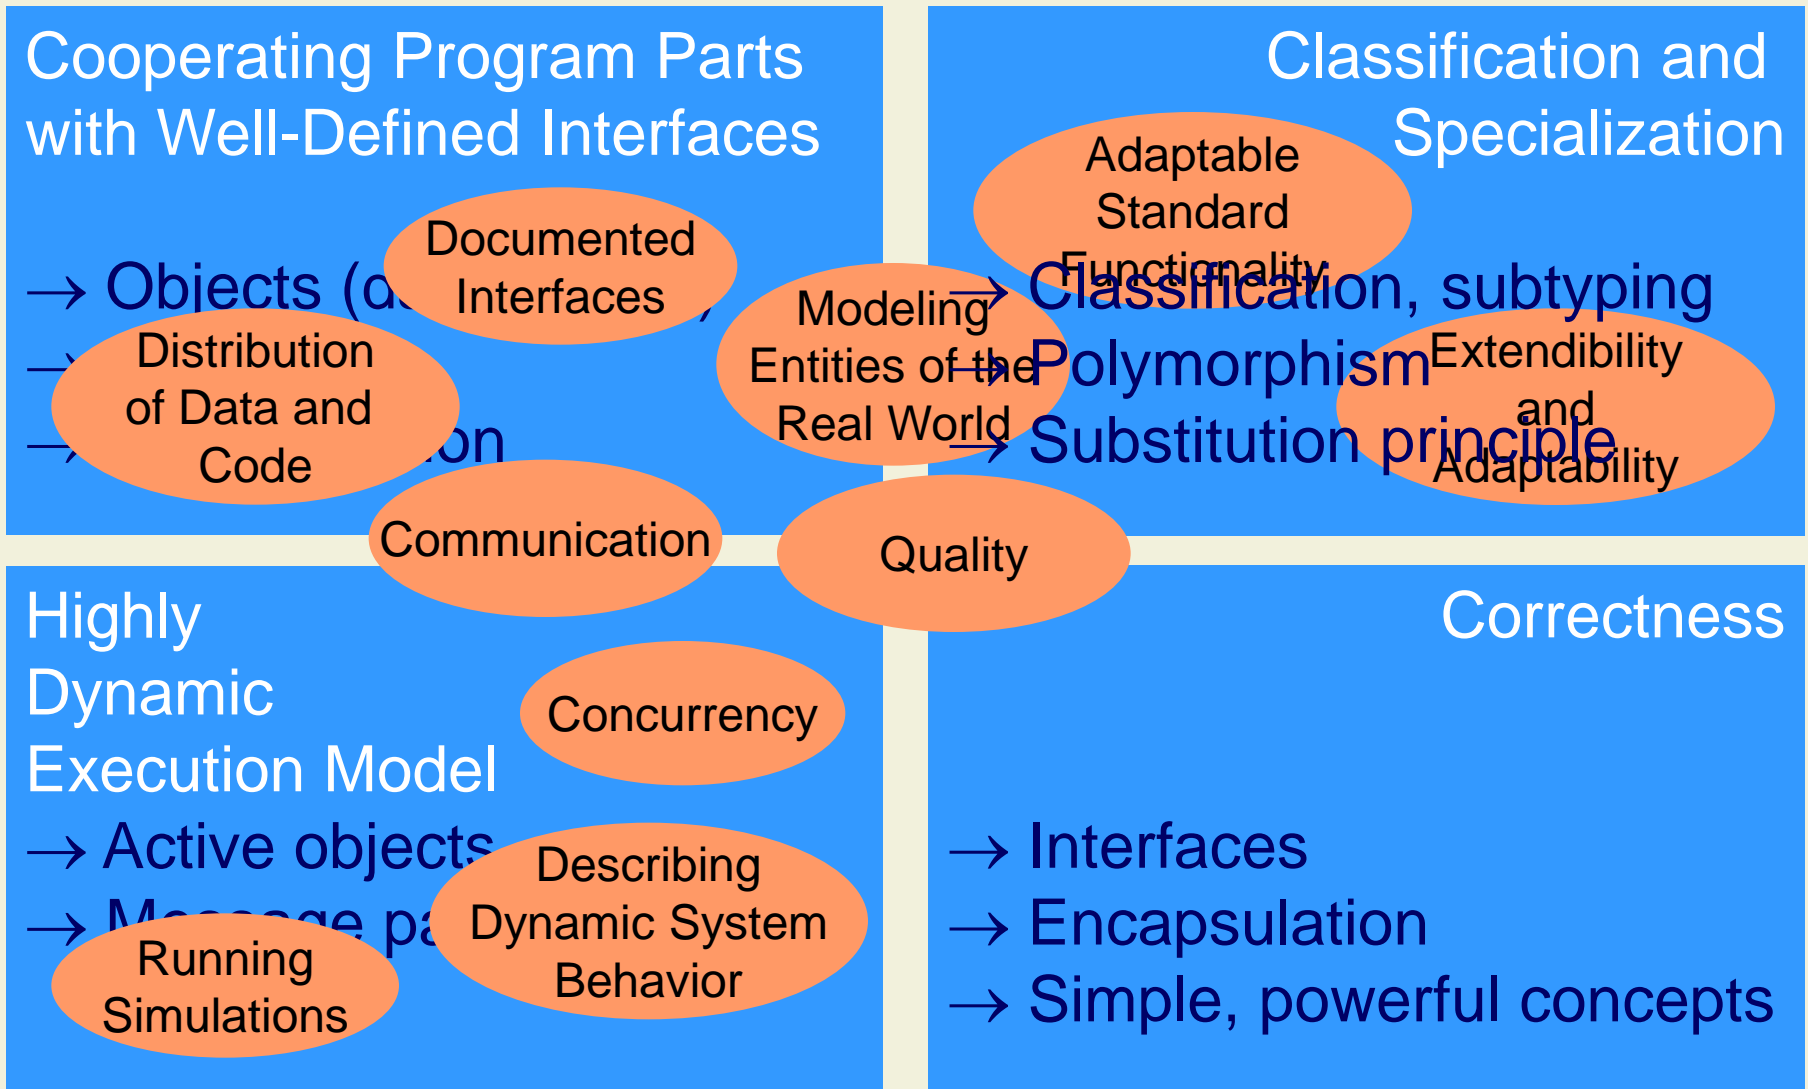 Cooperating Program Parts
with Well-Defined Interfaces
→ Objects
→
→
Documented
Interfaces
Distribution
of Data and
Code
Communication
Modeling
Entities of the
Real World
Quality
Classification and
Specialization
Adaptable
Standard
Functionality
→ Classification, subtyping
→ Polymorphism
→ Substitution principle
Extendibility
and
Adaptability
Highly
Dynamic
Execution Model
→ Active objects
→ Message
Concurrency
Describing
Dynamic System
Behavior
Running
Simulations
Correctness
→ Interfaces
→ Encapsulation
→ Simple, powerful concepts